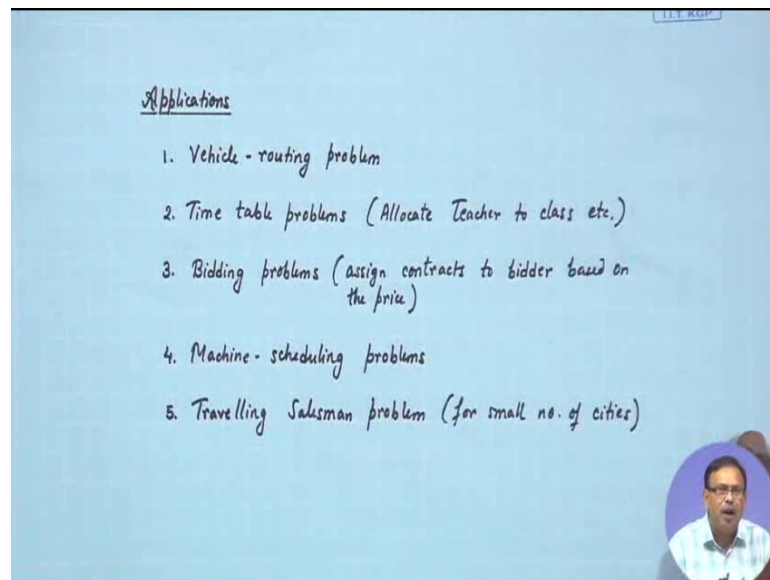 I.I.T. KGP
Applications
1. Vehicle - routing problem
2. Time table problems (Allocate Teacher to class etc.)
3. Bidding problems (assign contracts to bidder based on
the price)
4. Machine - scheduling problems
5. Travelling Salesman problem (for small no. of cities)